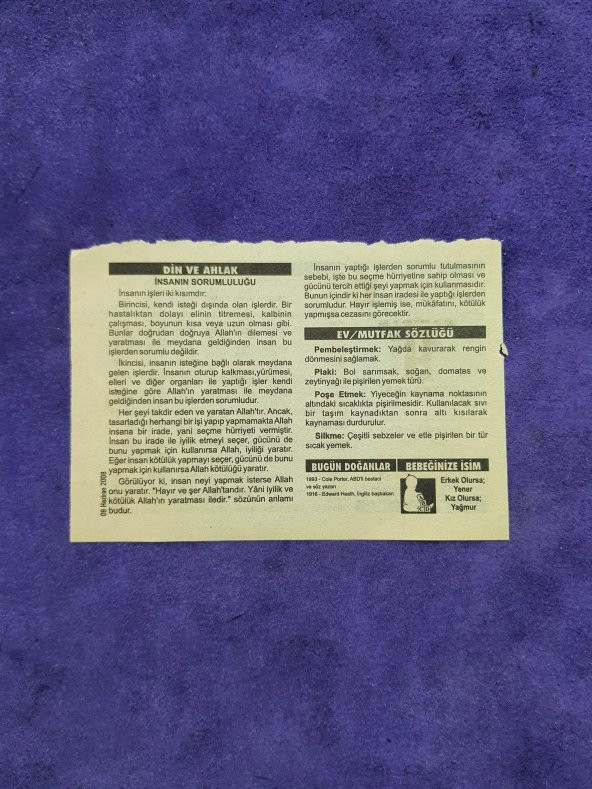 DİN VE AHLAK
İNSANIN SORUMLULUĞU
İnsanın işleri iki kısımdır:
Birincisi, kendi isteği dışında olan işlerdir. Bir
hastalıktan dolayı elinin titremesi, kalbinin
çalışması, boyunun kısa veya uzun olması gibi.
Bunlar doğrudan doğruya Allah'ın dilemesi ve
yaratması ile meydana geldiğinden insan bu
işlerden sorumlu değildir.
İkincisi, insanın isteğine bağlı olarak meydana
gelen işlerdir. İnsanın oturup kalkması,yürümesi,
elleri ve diğer organları ile yaptığı işler kendi
isteğine göre Allah'ın yaratması ile meydana
geldiğinden insan bu işlerden sorumludur.
Her şeyi takdir eden ve yaratan Allah'tır. Ancak,
tasarladığı herhangi bir işi yapıp yapmamakta Allah
insana bir irade, yani seçme hürriyeti vermiştir.
İnsan bu irade ile iyilik etmeyi seçer, gücünü de
bunu yapmak için kullanırsa Allah, iyiliği yaratır.
Eğer insan kötülük yapmayı seçer, gücünü de bunu
yapmak için kullanırsa Allah kötülüğü yaratır.
Görülüyor ki, insan neyi yapmak isterse Allah
onu yaratır. "Hayır ve şer Allah'tandır. Yâni iyilik ve
kötülük Allah'ın yaratması iledir." sözünün anlamı
budur.
08 Haziran 2008
İnsanın yaptığı işlerden sorumlu tutulmasının
sebebi, işte bu seçme hürriyetine sahip olması ve
gücünü tercih ettiği şeyi yapmak için kullanmasıdır.
Bunun içindir ki her insan iradesi ile yaptığı işlerden
sorumludur. Hayır işlemiş ise, mükâfatını, kötülük
yapmışsa cezasını görecektir.
EV/MUTFAK SÖZLÜĞÜ
Pembeleştirmek: Yağda kavurarak rengin
dönmesini sağlamak.
Plaki: Bol sarımsak, soğan, domates ve
zeytinyağı ile pişirilen yemek türü.
Poşe Etmek: Yiyeceğin kaynama noktasının
altındaki sıcaklıkta pişirilmesidir. Kullanılacak sıvı
bir taşım kaynadıktan sonra altı kısılarak
kaynaması durdurulur.
Silkme: Çeşitli sebzeler ve etle pişirilen bir tür
sıcak yemek.
BUGÜN DOĞANLAR
1893 - Cole Porter, ABD'li besteci
ve söz yazarı
1916 - Edward Heath, İngiliz başbakan
BEBEĞİNİZE İSİM
Erkek Olursa;
Yener
Kız Olursa;
Yağmur